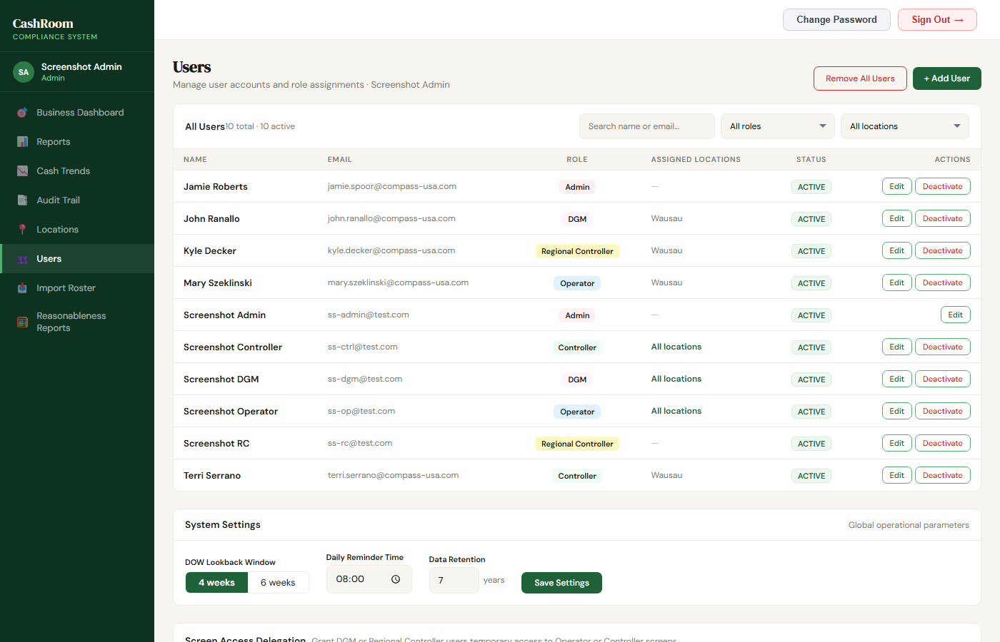 CashRoom
COMPLIANCE SYSTEM
SA
Screenshot Admin
Admin
Business Dashboard
Reports
Cash Trends
Audit Trail
Locations
Users
Import Roster
Reasonableness
Reports
Change Password
Sign Out →
Users
Manage user accounts and role assignments · Screenshot Admin
Remove All Users
+ Add User
All Users10 total · 10 active
Search name or email...
All roles
All locations
NAME EMAIL ROLE ASSIGNED LOCATIONS STATUS ACTIONS
Jamie Roberts jamie.spoor@compass-usa.com Admin — ACTIVE Edit Deactivate
John Ranallo john.ranallo@compass-usa.com DGM Wausau ACTIVE Edit Deactivate
Kyle Decker kyle.decker@compass-usa.com Regional Controller Wausau ACTIVE Edit Deactivate
Mary Szeklinski mary.szeklinski@compass-usa.com Operator Wausau ACTIVE Edit Deactivate
Screenshot Admin ss-admin@test.com Admin — ACTIVE Edit
Screenshot Controller ss-ctrl@test.com Controller All locations ACTIVE Edit Deactivate
Screenshot DGM ss-dgm@test.com DGM All locations ACTIVE Edit Deactivate
Screenshot Operator ss-op@test.com Operator All locations ACTIVE Edit Deactivate
Screenshot RC ss-rc@test.com Regional Controller — ACTIVE Edit Deactivate
Terri Serrano terri.serrano@compass-usa.com Controller Wausau ACTIVE Edit Deactivate
System Settings Global operational parameters
DOW Lookback Window
4 weeks 6 weeks
Daily Reminder Time
08:00
Data Retention
7 years
Save Settings
Screen Access Delegation Grant DGM or Regional Controller users temporary access to Operator or Controller screens